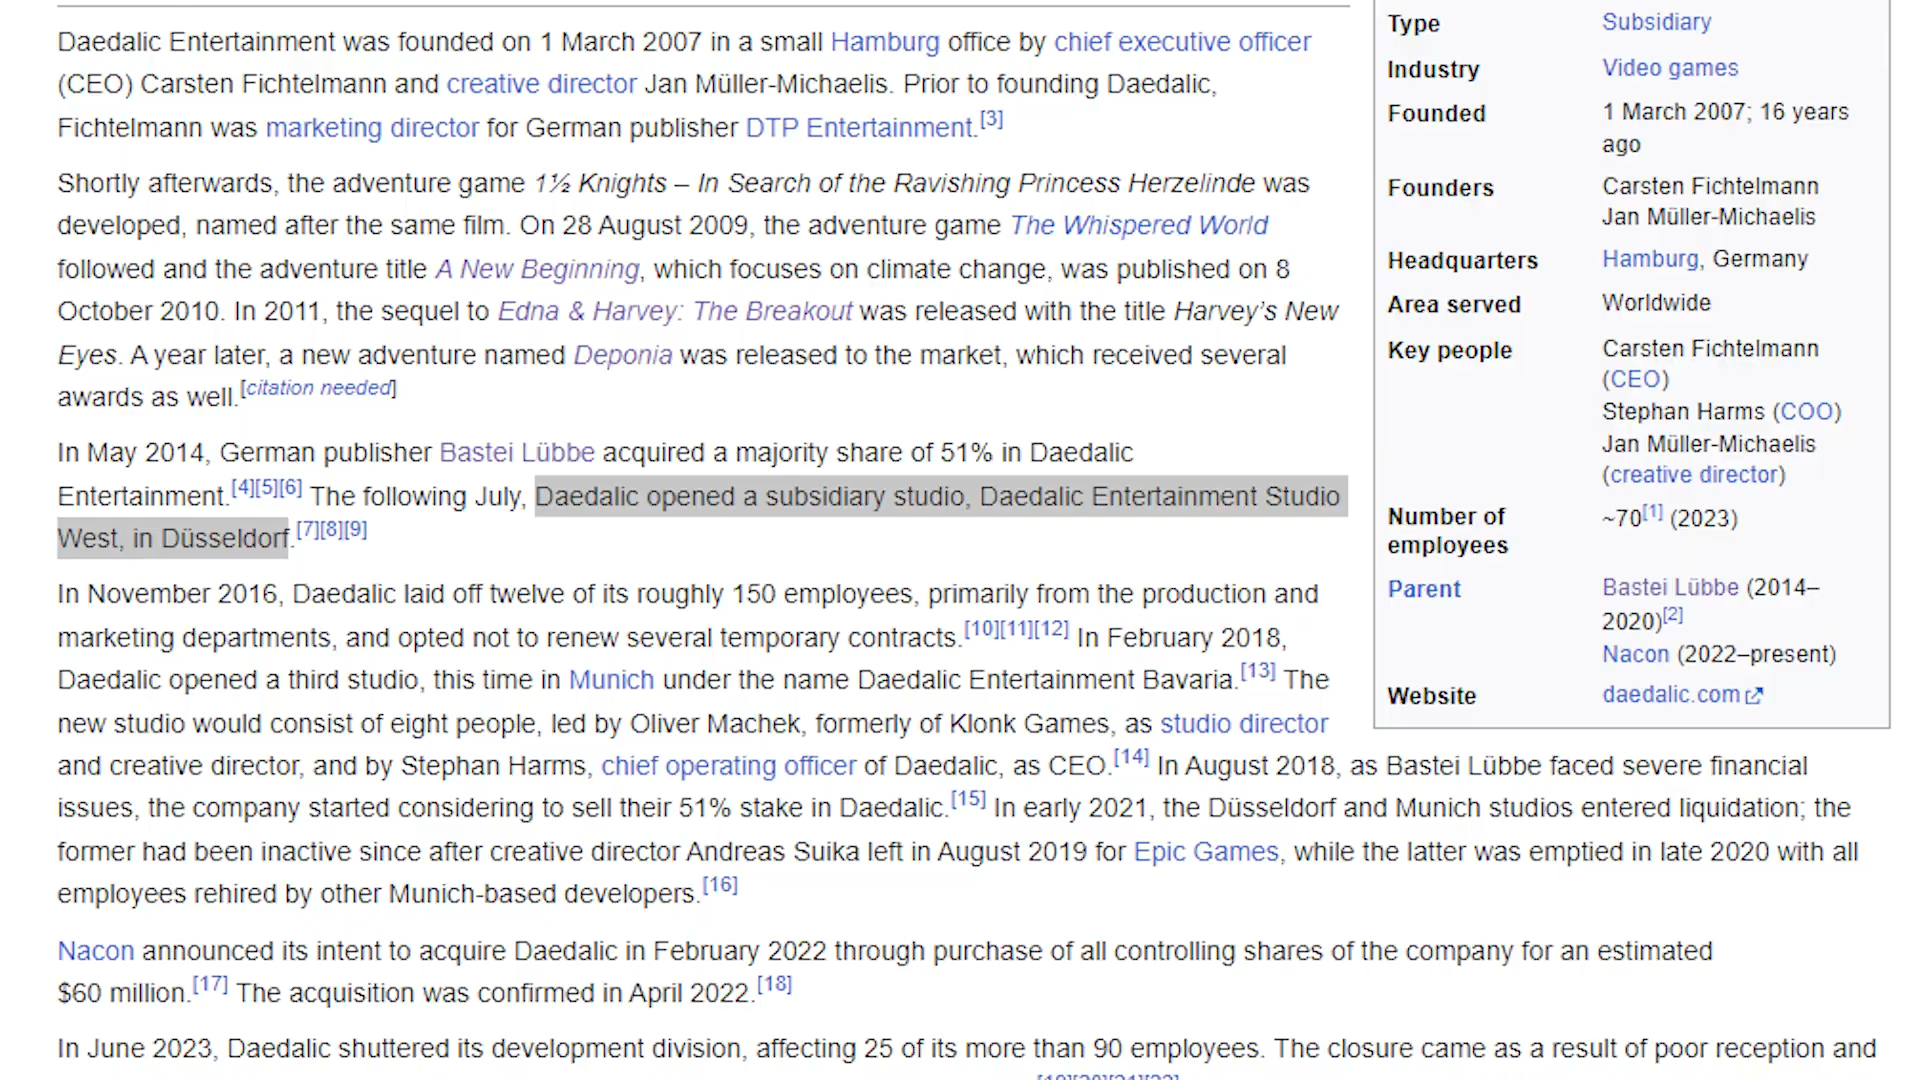 Daedalic Entertainment was founded on 1 March 2007 in a small Hamburg office by chief executive officer
(CEO) Carsten Fichtelmann and creative director Jan Müller-Michaelis. Prior to founding Daedalic,
Fichtelmann was marketing director for German publisher DTP Entertainment.[3]
Shortly afterwards, the adventure game 1½ Knights – In Search of the Ravishing Princess Herzelinde was
developed, named after the same film. On 28 August 2009, the adventure game The Whispered World
followed and the adventure title A New Beginning, which focuses on climate change, was published on 8
October 2010. In 2011, the sequel to Edna & Harvey: The Breakout was released with the title Harvey’s New
Eyes. A year later, a new adventure named Deponia was released to the market, which received several
awards as well.[citation needed]
In May 2014, German publisher Bastei Lübbe acquired a majority share of 51% in Daedalic
Entertainment.[4][5][6] The following July, Daedalic opened a subsidiary studio, Daedalic Entertainment Studio
West, in Düsseldorf.[7][8][9]
In November 2016, Daedalic laid off twelve of its roughly 150 employees, primarily from the production and
marketing departments, and opted not to renew several temporary contracts.[10][11][12] In February 2018,
Daedalic opened a third studio, this time in Munich under the name Daedalic Entertainment Bavaria.[13] The
new studio would consist of eight people, led by Oliver Machek, formerly of Klonk Games, as studio director
and creative director, and by Stephan Harms, chief operating officer of Daedalic, as CEO.[14] In August 2018, as Bastei Lübbe faced severe financial
issues, the company started considering to sell their 51% stake in Daedalic.[15] In early 2021, the Düsseldorf and Munich studios entered liquidation; the
former had been inactive since after creative director Andreas Suika left in August 2019 for Epic Games, while the latter was emptied in late 2020 with all
employees rehired by other Munich-based developers.[16]
Nacon announced its intent to acquire Daedalic in February 2022 through purchase of all controlling shares of the company for an estimated
$60 million.[17] The acquisition was confirmed in April 2022.[18]
In June 2023, Daedalic shuttered its development division, affecting 25 of its more than 90 employees. The closure came as a result of poor reception and
Type Subsidiary
Industry Video games
Founded 1 March 2007; 16 years
ago
Founders Carsten Fichtelmann
Jan Müller-Michaelis
Headquarters Hamburg, Germany
Area served Worldwide
Key people Carsten Fichtelmann
(CEO)
Stephan Harms (COO)
Jan Müller-Michaelis
(creative director)
Number of ~70[1] (2023)
employees
Parent Bastei Lübbe (2014–
2020)[2]
Nacon (2022–present)
Website daedalic.com